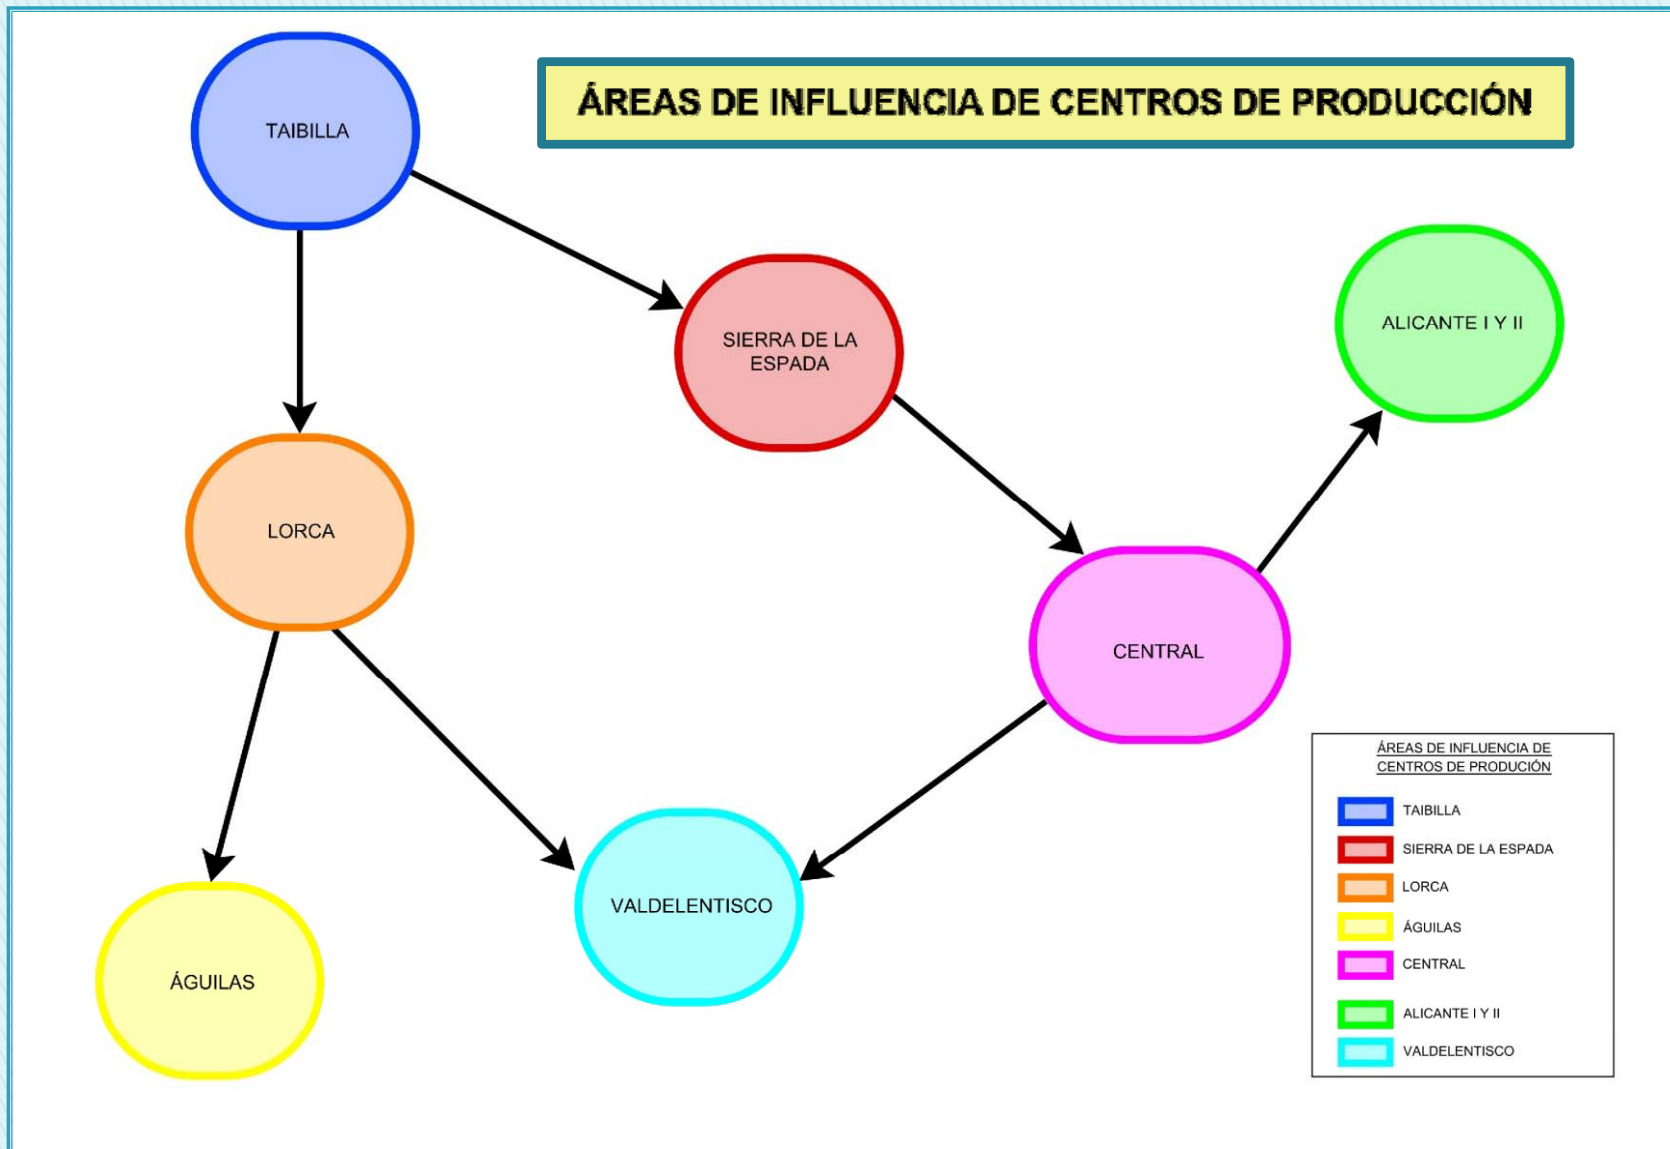 ÁREAS DE INFLUENCIA DE CENTROS DE PRODUCCIÓN
TAIBILLA
SIERRA DE LA
ESPADA
ALICANTE I Y II
LORCA
CENTRAL
VALDELENTISCO
ÁGUILAS
ÁREAS DE INFLUENCIA DE
CENTROS DE PRODUCIÓN
TAIBILLA
SIERRA DE LA ESPADA
LORCA
ÁGUILAS
CENTRAL
ALICANTE I Y II
VALDELENTISCO